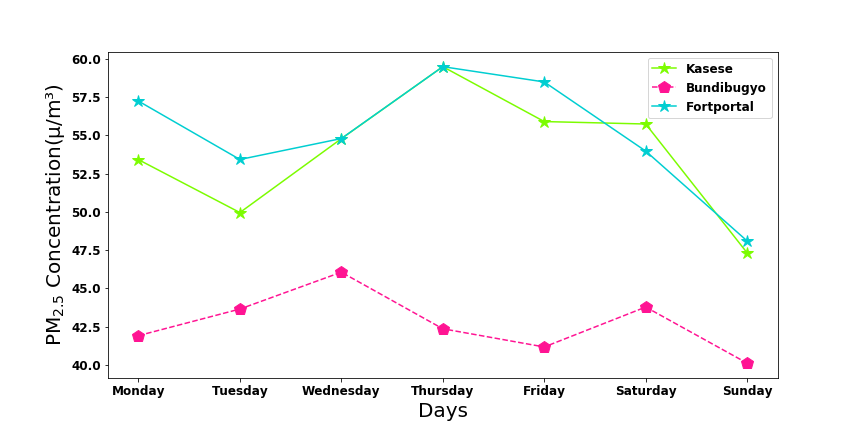 60.0
57.5
55.0
52.5
50.0
47.5
45.0
42.5
40.0
PM2.5 Concentration(µ/m³)
Kasese
Bundibugyo
Fortportal
Monday Tuesday Wednesday Thursday Friday Saturday Sunday
Days